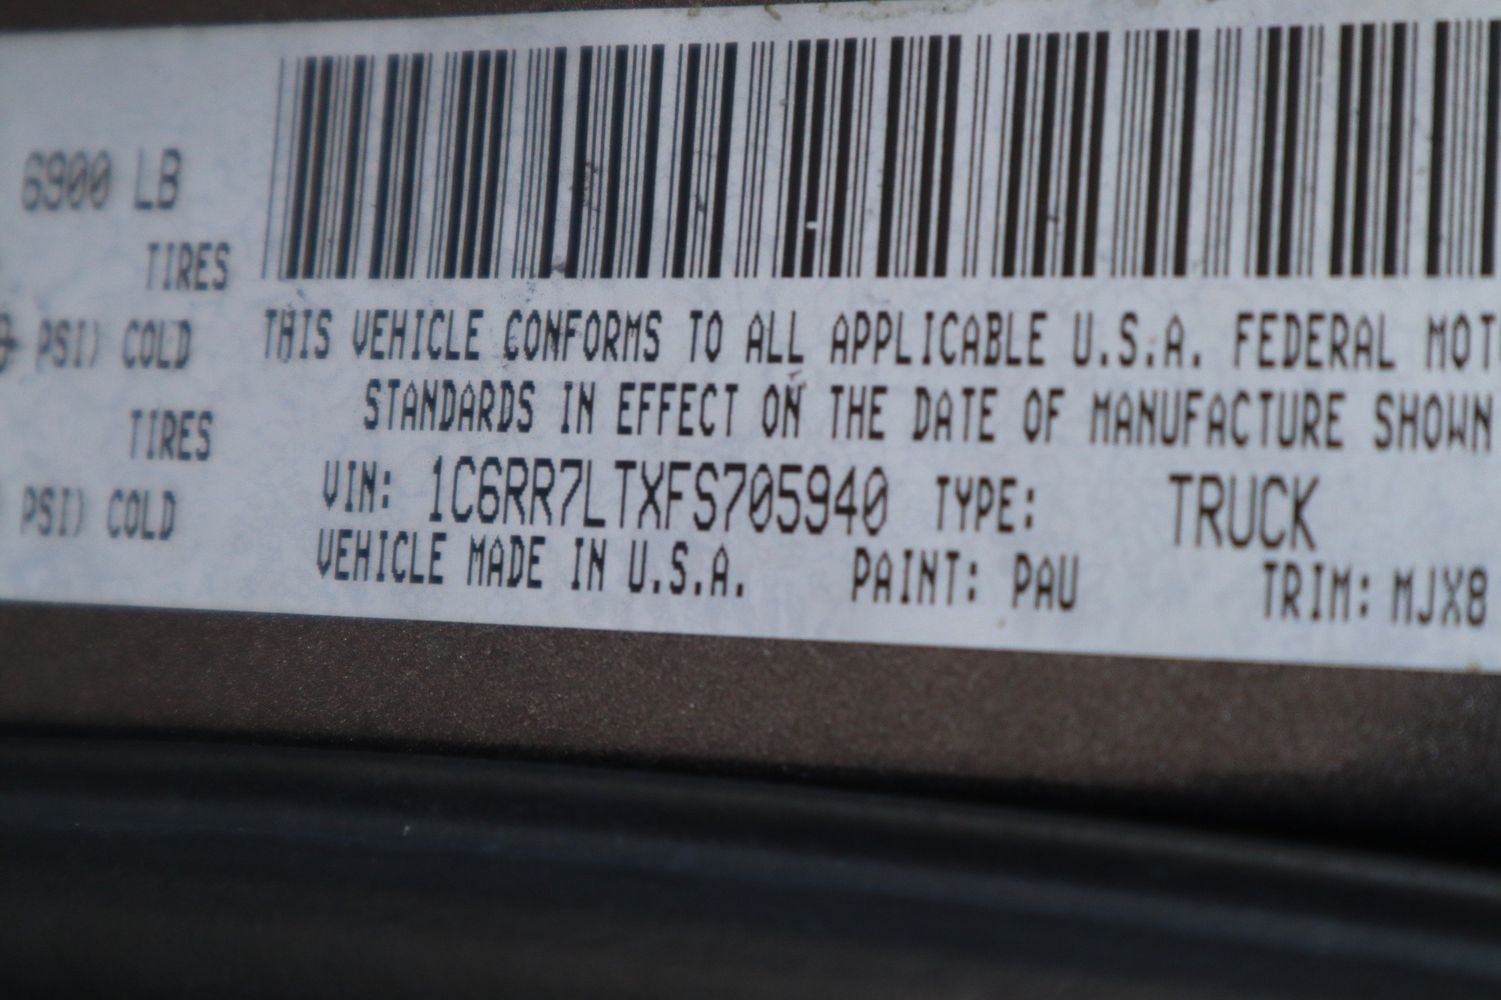 6900 LB
TIRES
PSI) COLD
TIRES
PSI) COLD
THIS VEHICLE CONFORMS TO ALL APPLICABLE U.S.A. FEDERAL MOT
STANDARDS IN EFFECT ON THE DATE OF MANUFACTURE SHOWN
VIN: 1C6RR7LTXFS705940 TYPE: TRUCK
VEHICLE MADE IN U.S.A. PAINT: PAU TRIM: MJX8